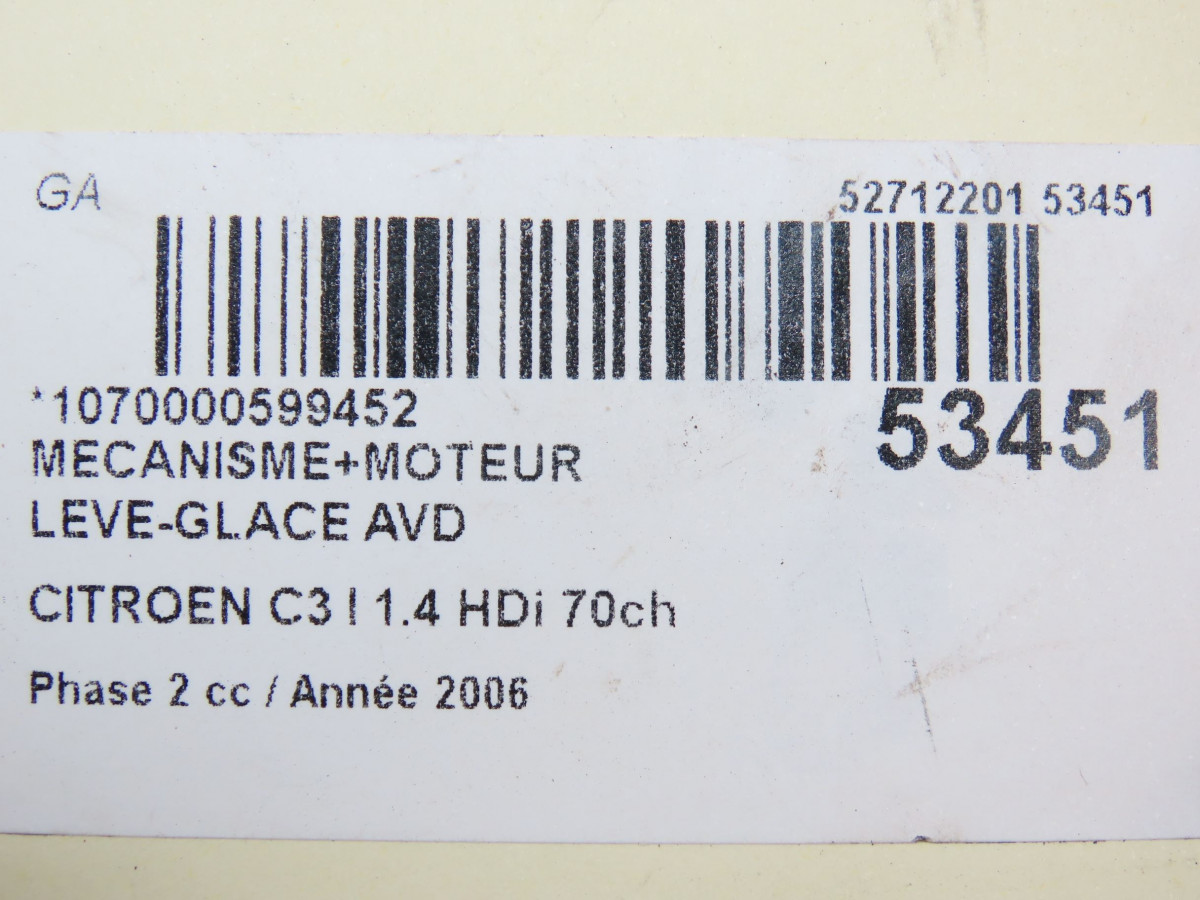 GA 52712201 53451
*1070000599452
53451
MECANISME+MOTEUR
LEVE-GLACE AVD
CITROEN C3 I 1.4 HDi 70ch
Phase 2 cc / Année 2006